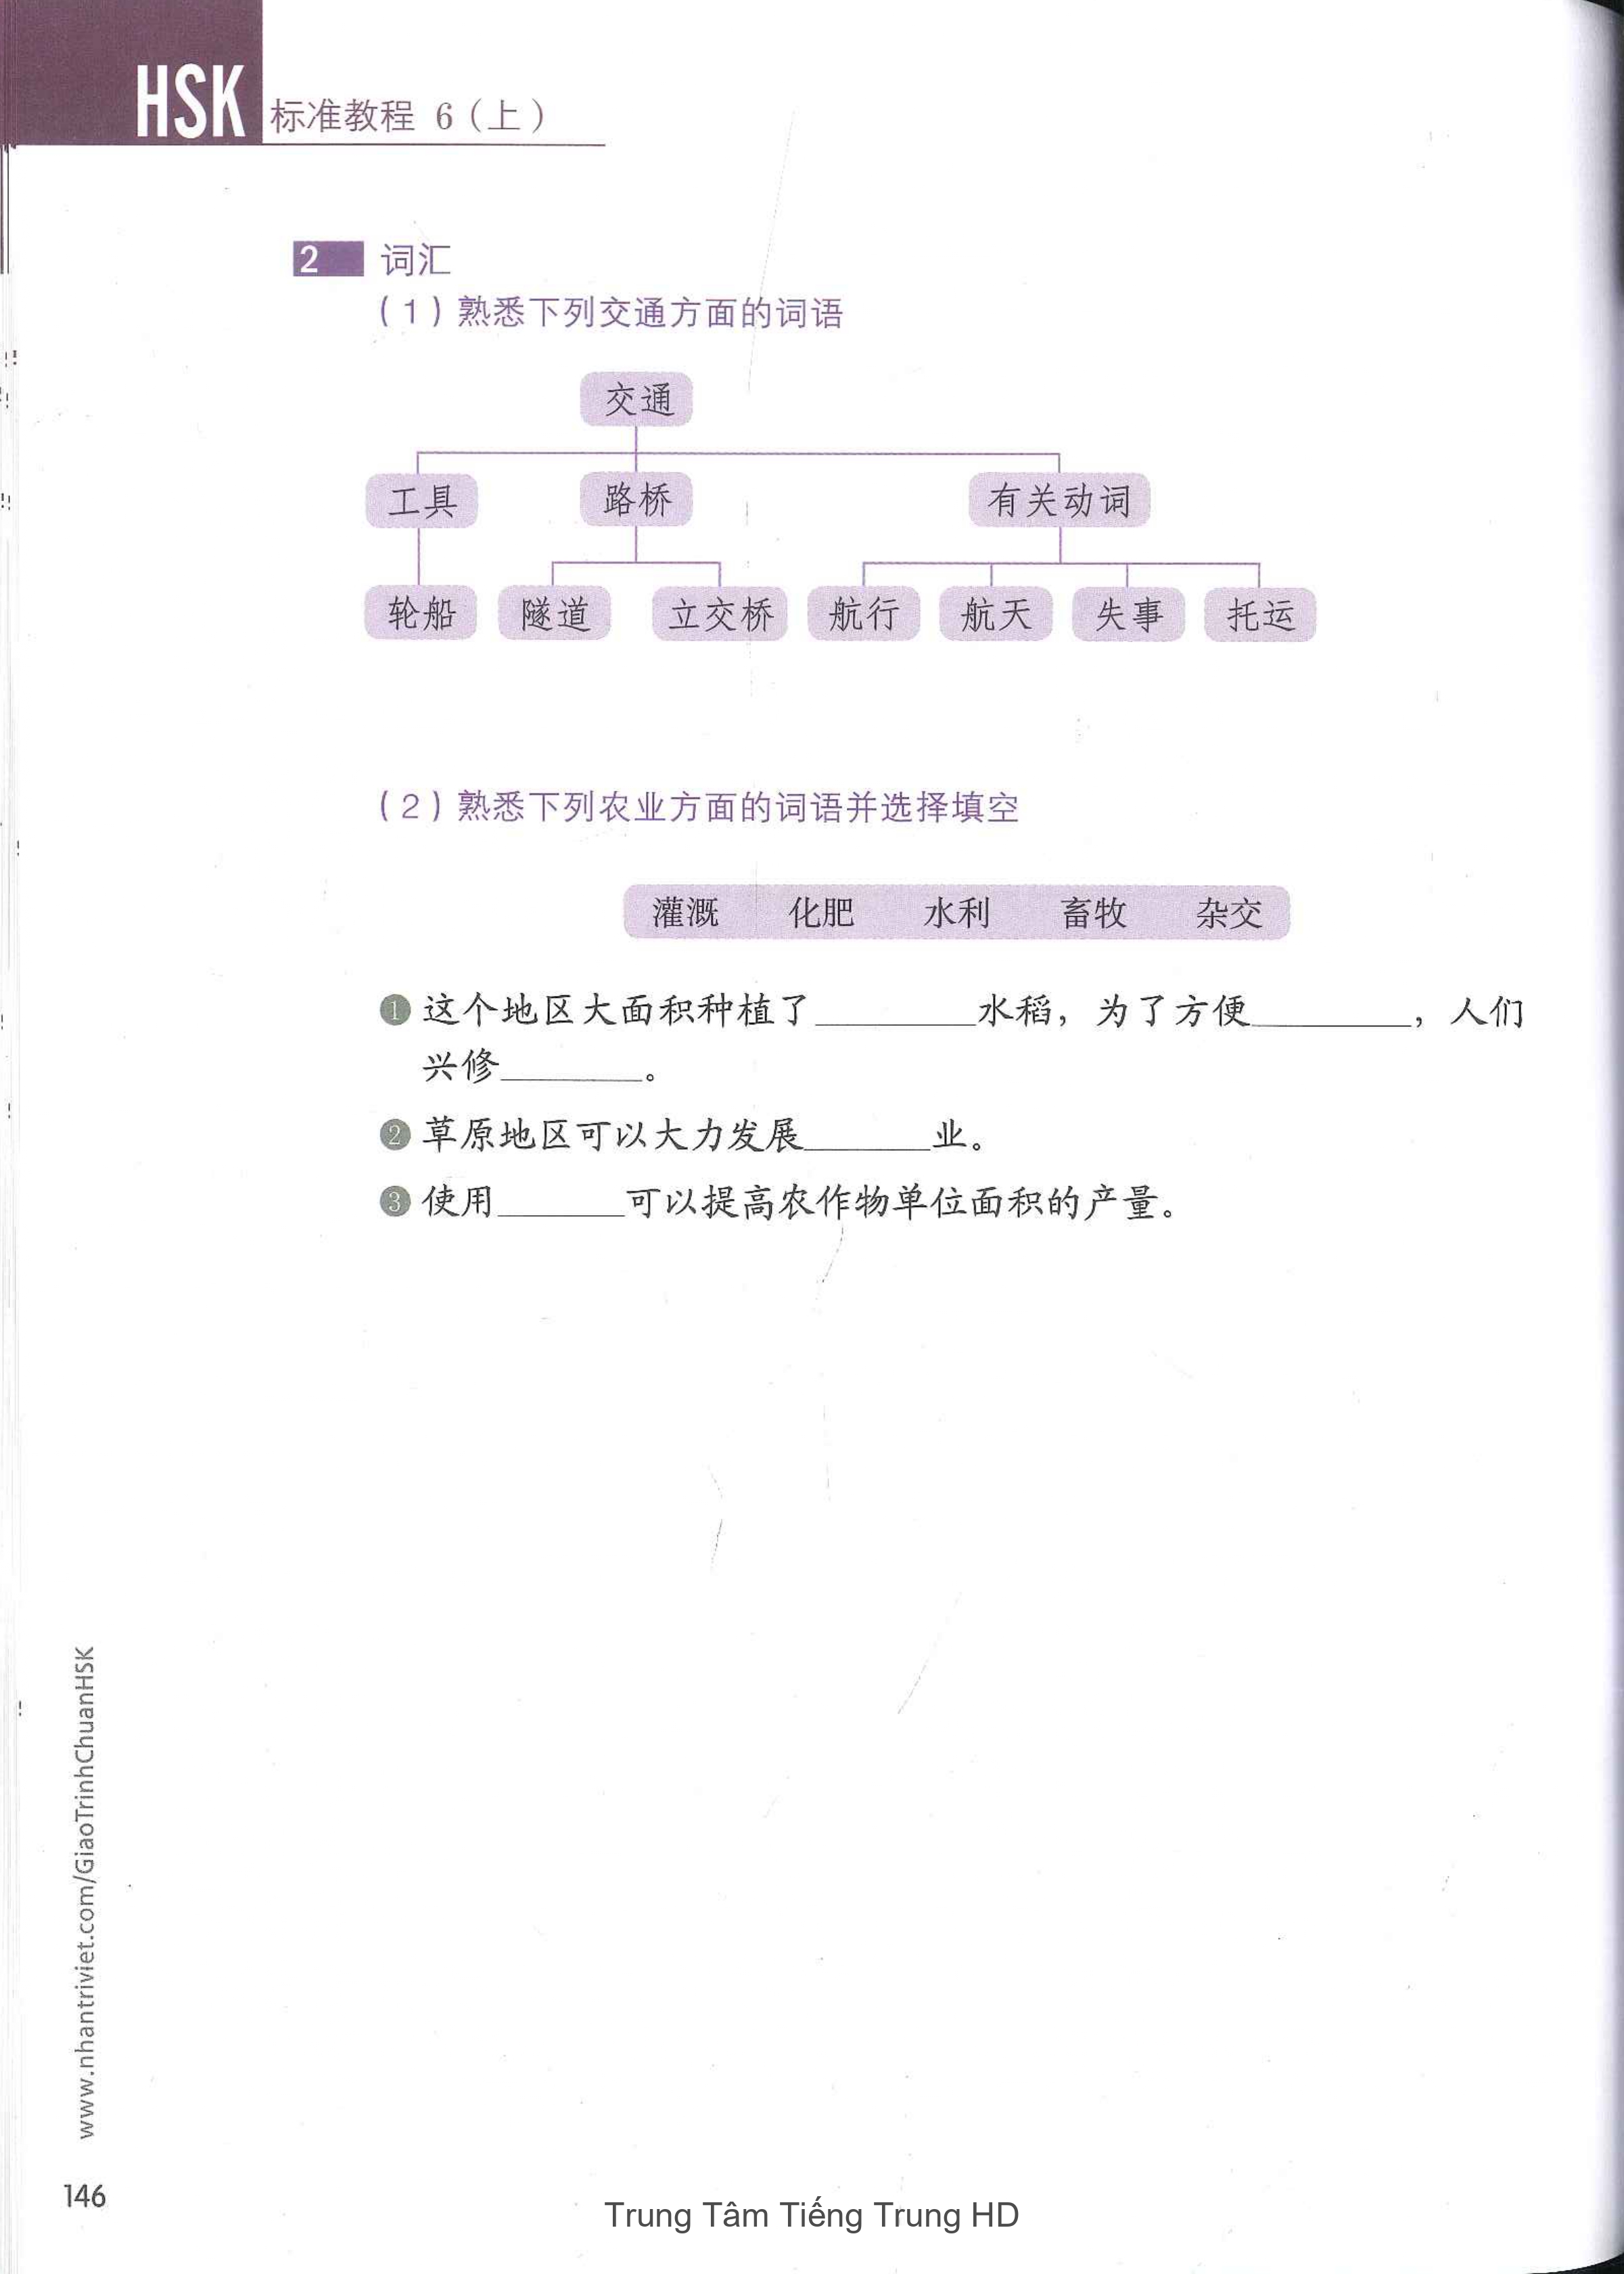 HSK 标准教程 6（上）
2 词汇
（1）熟悉下列交通方面的词语
交通
工具 路桥 有关动词
轮船 隧道 立交桥 航行 航天 失事 托运
（2）熟悉下列农业方面的词语并选择填空
灌溉 化肥 水利 畜牧 杂交
1 这个地区大面积种植了________水稻，为了方便________，人们
兴修_______。
2 草原地区可以大力发展______业。
3 使用______可以提高农作物单位面积的产量。
www.nhantriviet.com/GiaoTrinhChuanHSK
146
Trung Tâm Tiếng Trung HD